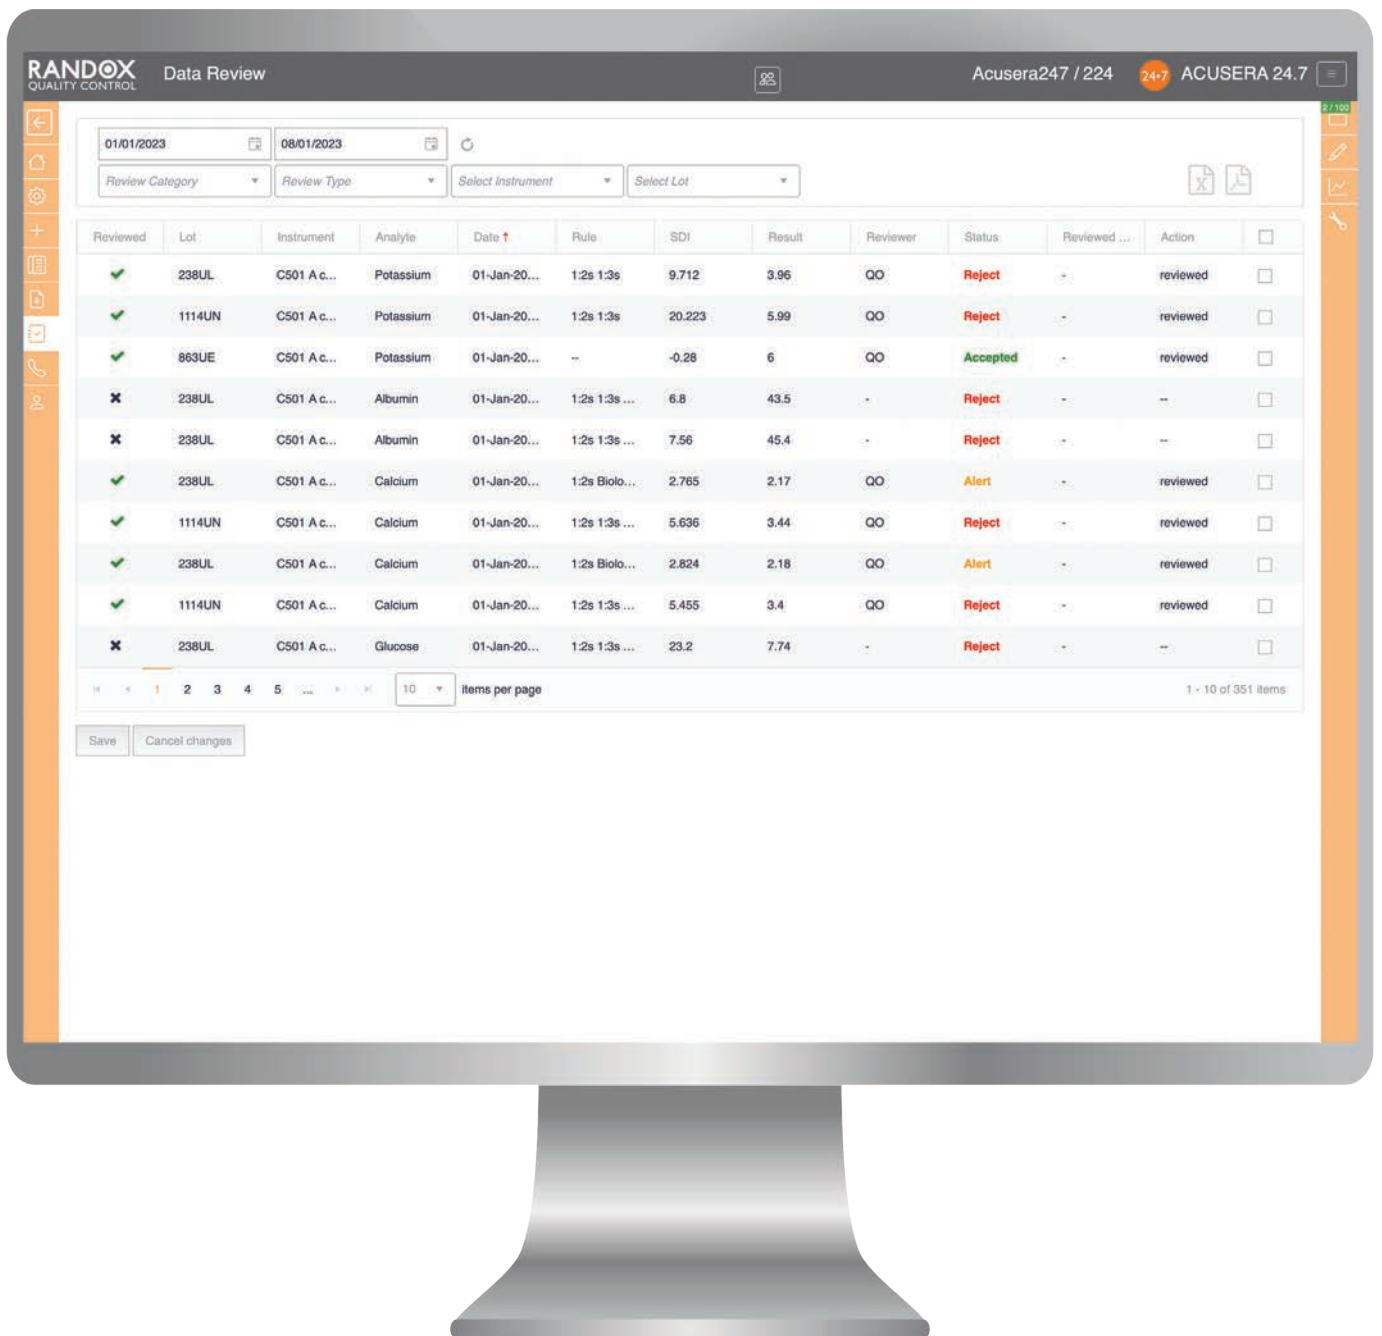 RANDOX
QUALITY CONTROL
Data Review
Acusera247 / 224
24•7
ACUSERA 24.7
2 / 100
01/01/2023
08/01/2023
Review Category
Review Type
Select Instrument
Select Lot
Reviewed Lot Instrument Analyte Date ↑ Rule SDI Result Reviewer Status Reviewed ... Action
238UL C501 A c... Potassium 01-Jan-20... 1:2s 1:3s 9.712 3.96 QO Reject - reviewed
1114UN C501 A c... Potassium 01-Jan-20... 1:2s 1:3s 20.223 5.99 QO Reject - reviewed
863UE C501 A c... Potassium 01-Jan-20... -- -0.28 6 QO Accepted - reviewed
238UL C501 A c... Albumin 01-Jan-20... 1:2s 1:3s ... 6.8 43.5 - Reject - --
238UL C501 A c... Albumin 01-Jan-20... 1:2s 1:3s ... 7.56 45.4 - Reject - --
238UL C501 A c... Calcium 01-Jan-20... 1:2s Biolo... 2.765 2.17 QO Alert - reviewed
1114UN C501 A c... Calcium 01-Jan-20... 1:2s 1:3s ... 5.636 3.44 QO Reject - reviewed
238UL C501 A c... Calcium 01-Jan-20... 1:2s Biolo... 2.824 2.18 QO Alert - reviewed
1114UN C501 A c... Calcium 01-Jan-20... 1:2s 1:3s ... 5.455 3.4 QO Reject - reviewed
238UL C501 A c... Glucose 01-Jan-20... 1:2s 1:3s ... 23.2 7.74 - Reject - --
1 2 3 4 5 ... 10 items per page 1 - 10 of 351 items
Save Cancel changes